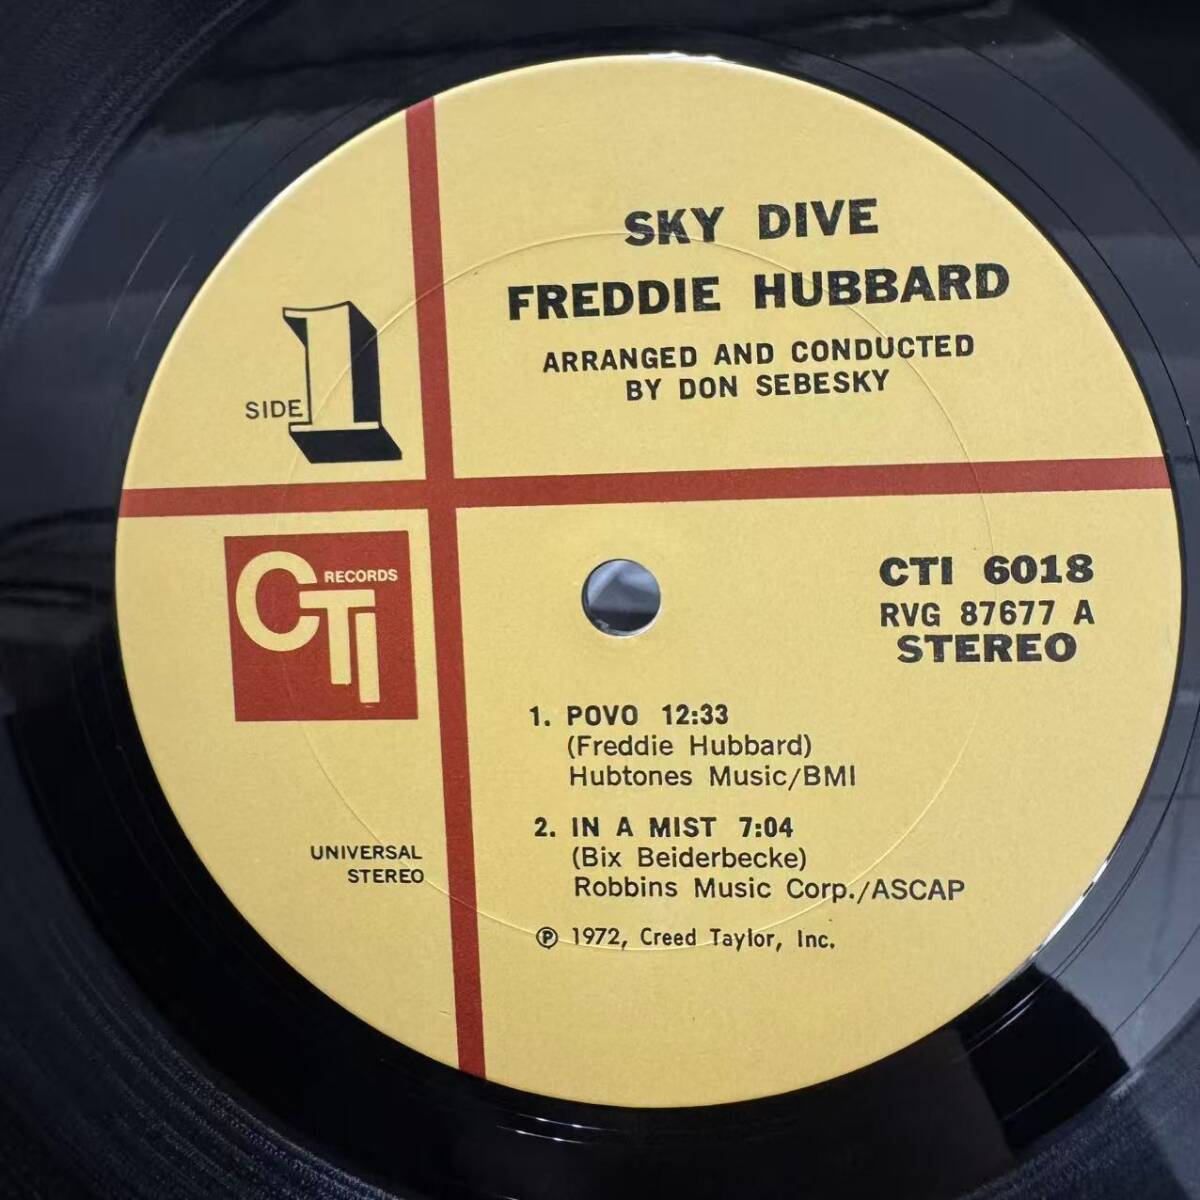 SKY DIVE
FREDDIE HUBBARD
ARRANGED AND CONDUCTED
BY DON SEBESKY
SIDE 1
CTI RECORDS
CTI 6018
RVG 87677 A
STEREO
1. POVO 12:33
(Freddie Hubbard)
Hubtones Music/BMI
2. IN A MIST 7:04
(Bix Beiderbecke)
Robbins Music Corp./ASCAP
UNIVERSAL
STEREO
Ⓟ 1972, Creed Taylor, Inc.